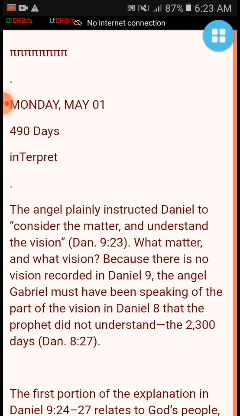 0:0KB/s U:0KB/s 87% 6:23 AM
No internet connection
πππππππππ
.
MONDAY, MAY 01
490 Days
inTerpret
.
The angel plainly instructed Daniel to
“consider the matter, and understand
the vision” (Dan. 9:23). What matter,
and what vision? Because there is no
vision recorded in Daniel 9, the angel
Gabriel must have been speaking of the
part of the vision in Daniel 8 that the
prophet did not understand—the 2,300
days (Dan. 8:27).
The first portion of the explanation in
Daniel 9:24–27 relates to God’s people,